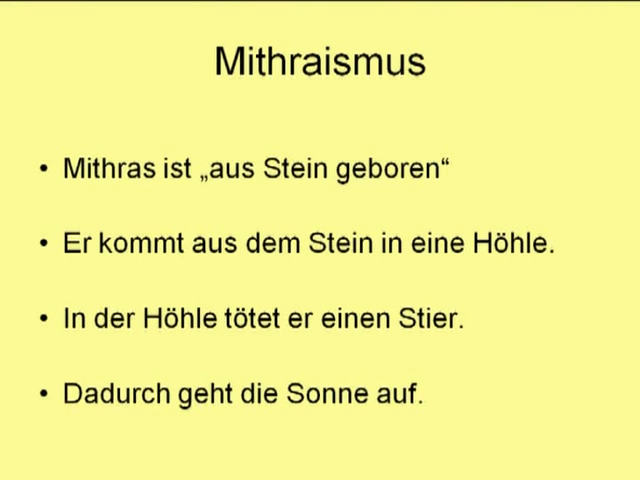 Mithraismus
• Mithras ist „aus Stein geboren“
• Er kommt aus dem Stein in eine Höhle.
• In der Höhle tötet er einen Stier.
• Dadurch geht die Sonne auf.